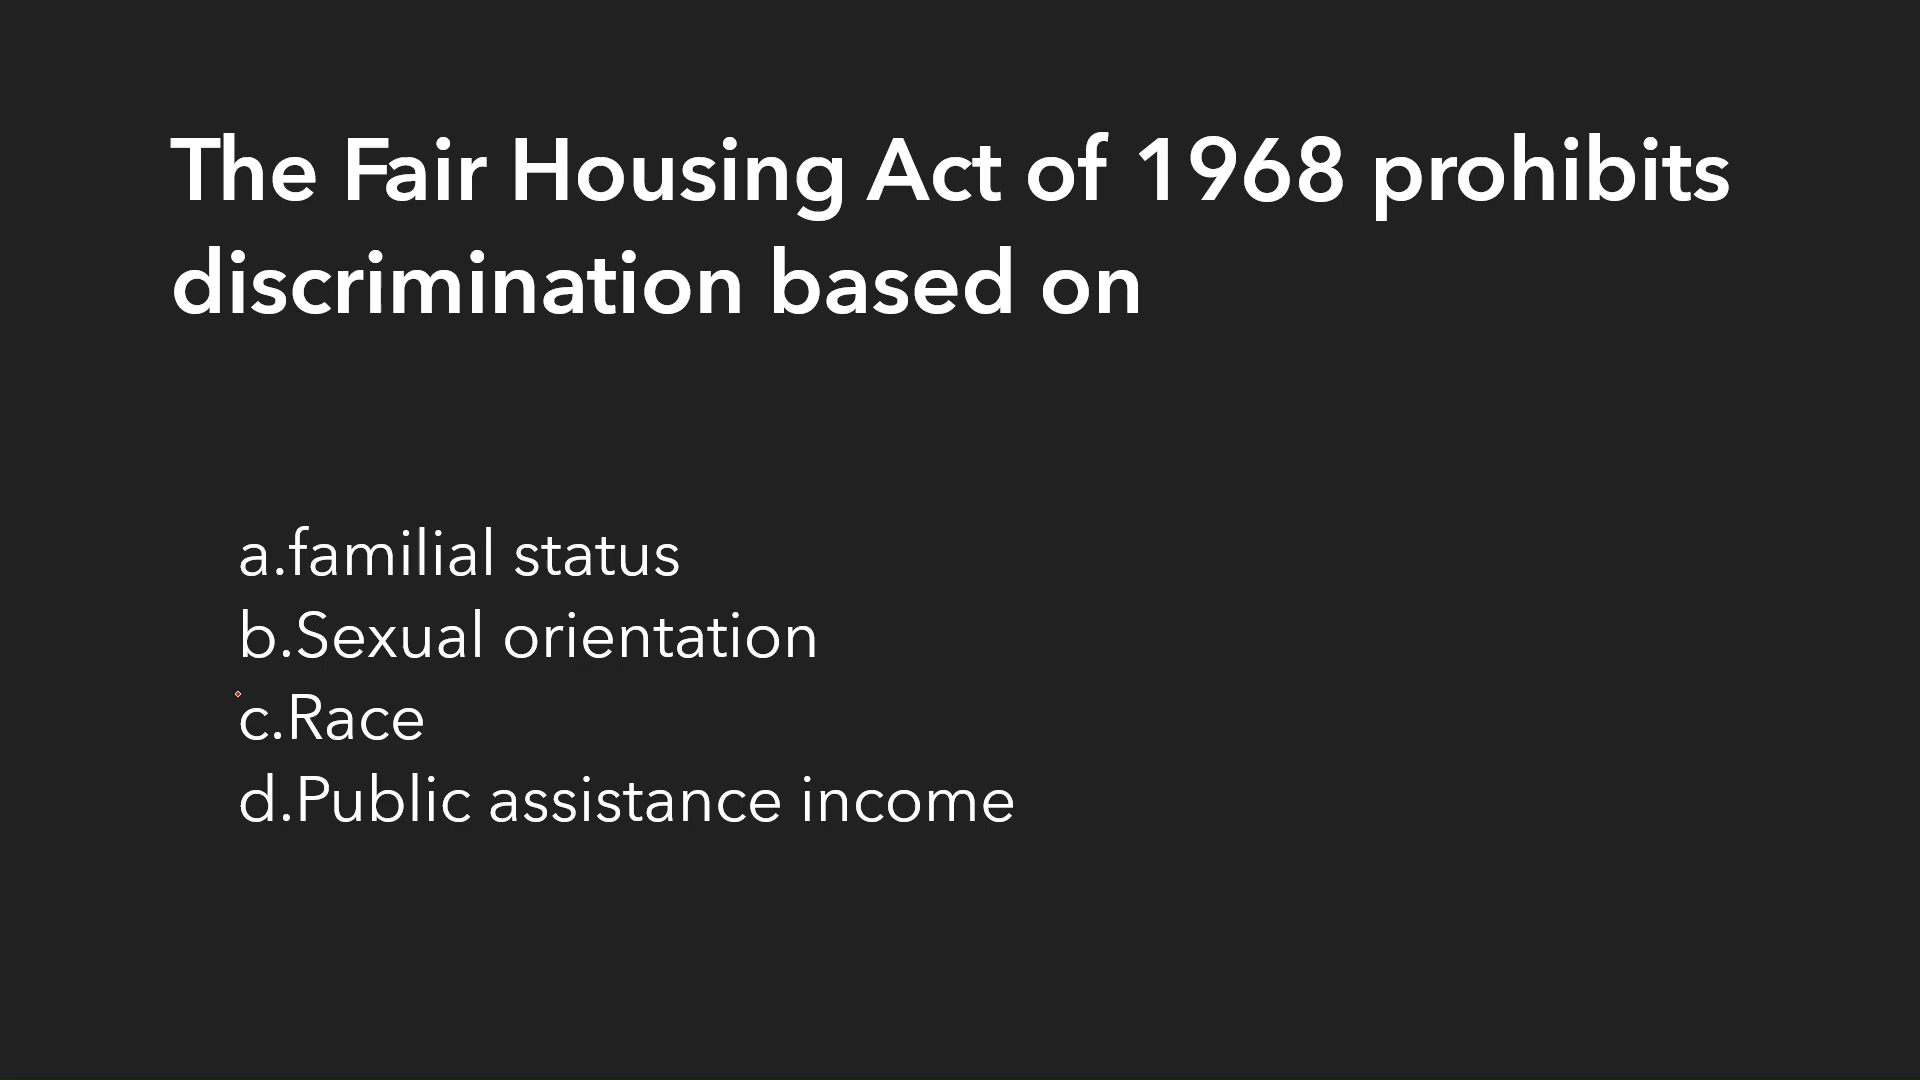 The Fair Housing Act of 1968 prohibits
discrimination based on
a.familial status
b.Sexual orientation
c.Race
d.Public assistance income